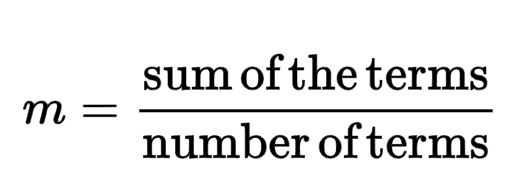 m = sum of the terms / number of terms